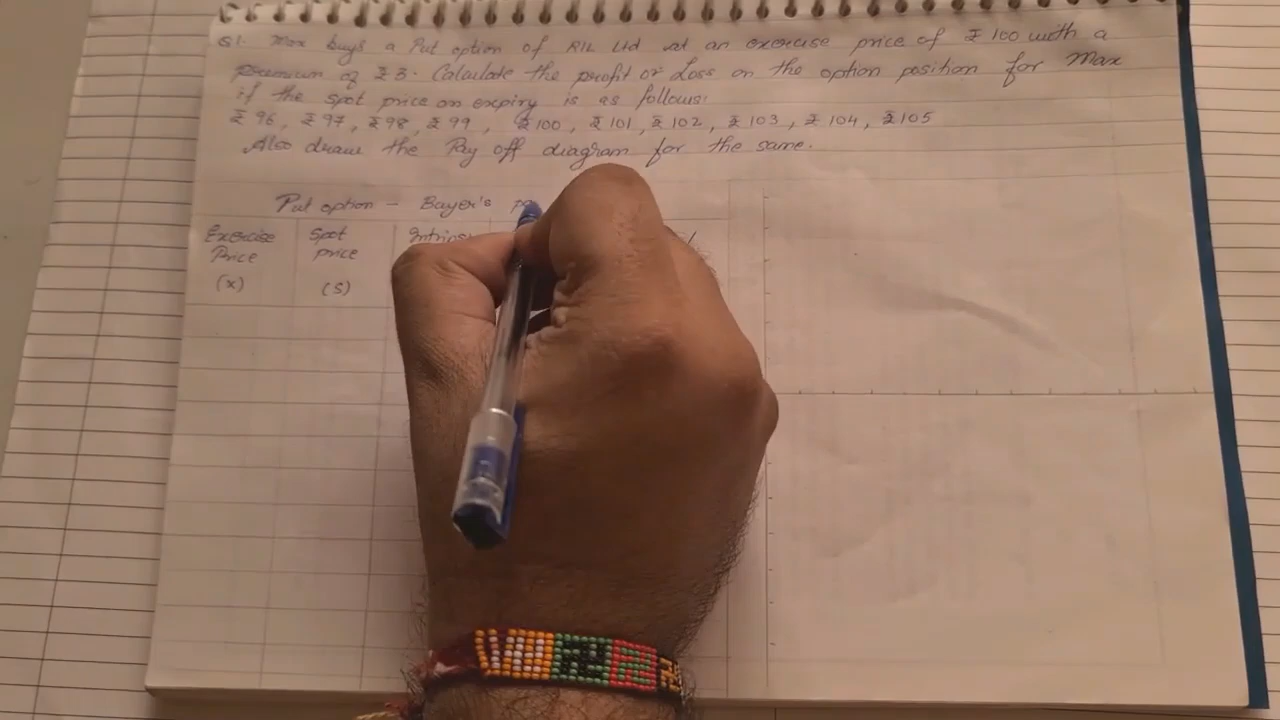 Q1. Max buys a Put option of RIL Ltd at an exercise price of ₹ 100 with a
premium of ₹ 3. Calculate the profit or Loss on the option position for Max
if the spot price on expiry is as follows:
₹ 96, ₹ 97, ₹ 98, ₹ 99, ₹ 100, ₹ 101, ₹ 102, ₹ 103, ₹ 104, ₹ 105
Also draw the Pay off diagram for the same.
Put option - Buyer's
Exercise Price (X)
Spot price (S)